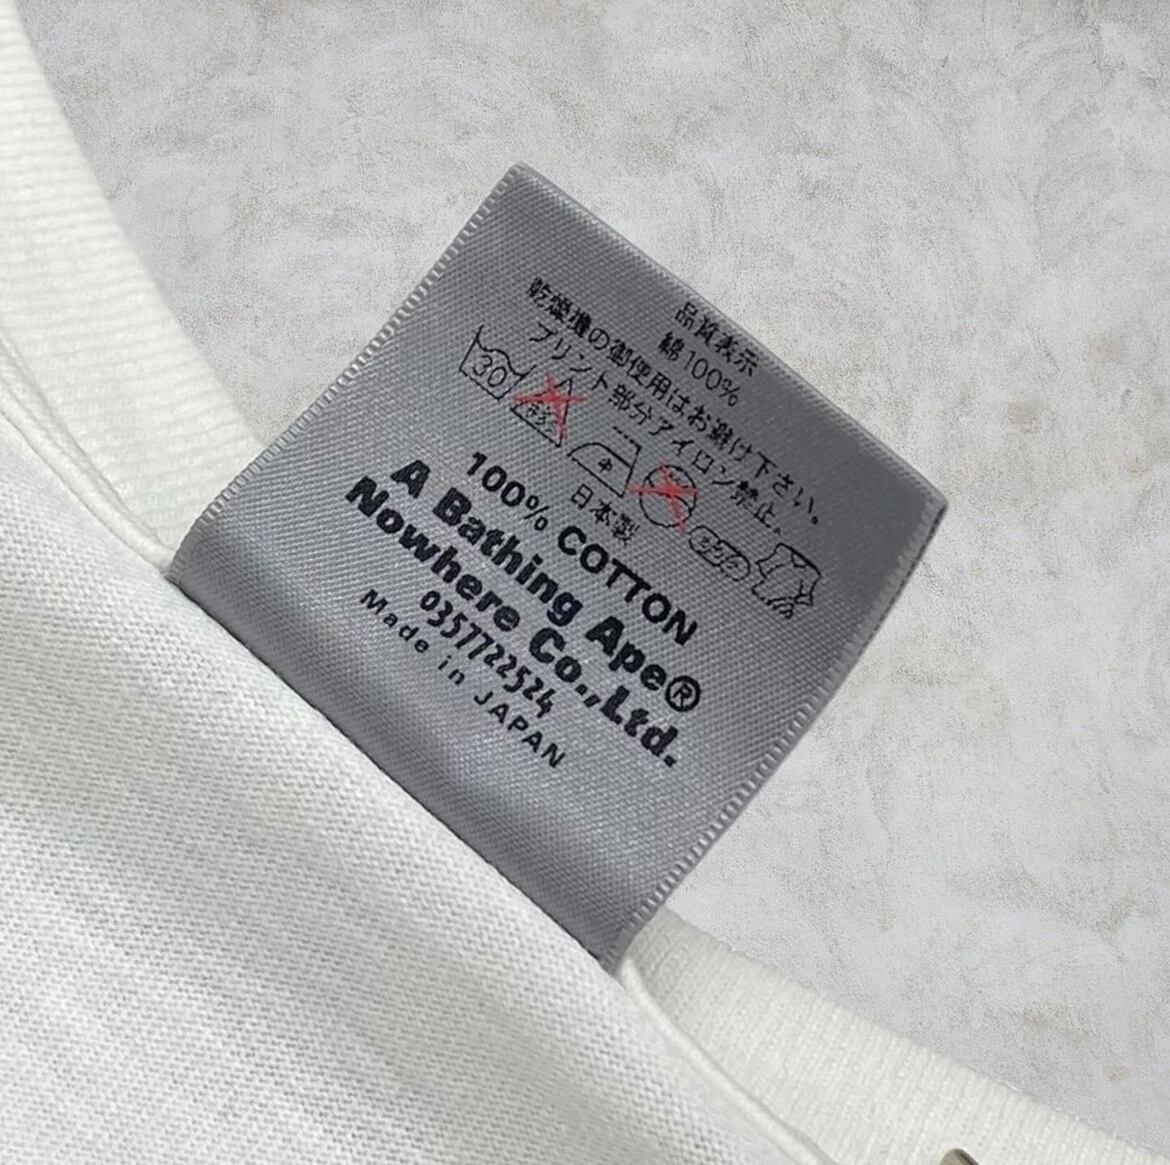 品質表示
綿100%
乾燥機の御使用はお避け下さい。
プリント部分アイロン禁止。
30
日本製
100% COTTON
A Bathing Ape®
Nowhere Co.,Ltd.
0357722524
Made in JAPAN